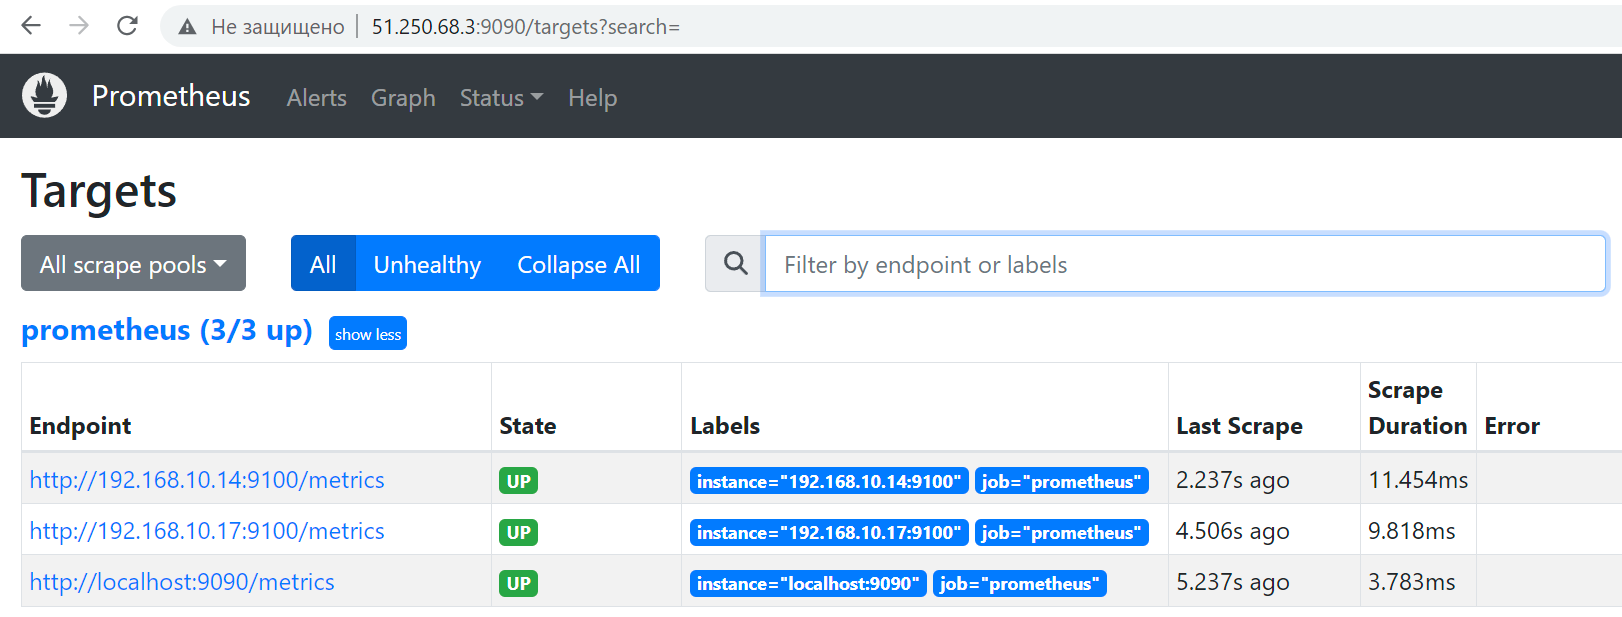 Не защищено | 51.250.68.3:9090/targets?search=
Prometheus Alerts Graph Status Help
Targets
All scrape pools All Unhealthy Collapse All Filter by endpoint or labels
prometheus (3/3 up) show less
Endpoint State Labels Last Scrape Scrape Duration Error
http://192.168.10.14:9100/metrics UP instance="192.168.10.14:9100" job="prometheus" 2.237s ago 11.454ms
http://192.168.10.17:9100/metrics UP instance="192.168.10.17:9100" job="prometheus" 4.506s ago 9.818ms
http://localhost:9090/metrics UP instance="localhost:9090" job="prometheus" 5.237s ago 3.783ms